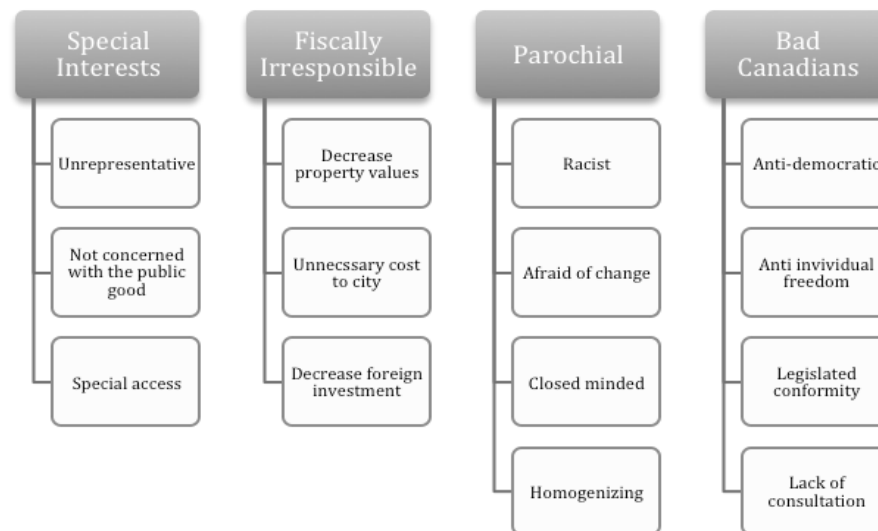 Special
Interests
Unrepresentative
Not concerned
with the public
good
Special access
Fiscally
Irresponsible
Decrease
property values
Unnecssary cost
to city
Decrease foreign
investment
Parochial
Racist
Afraid of change
Closed minded
Homogenizing
Bad
Canadians
Anti-democratic
Anti invividual
freedom
Legislated
conformity
Lack of
consultation